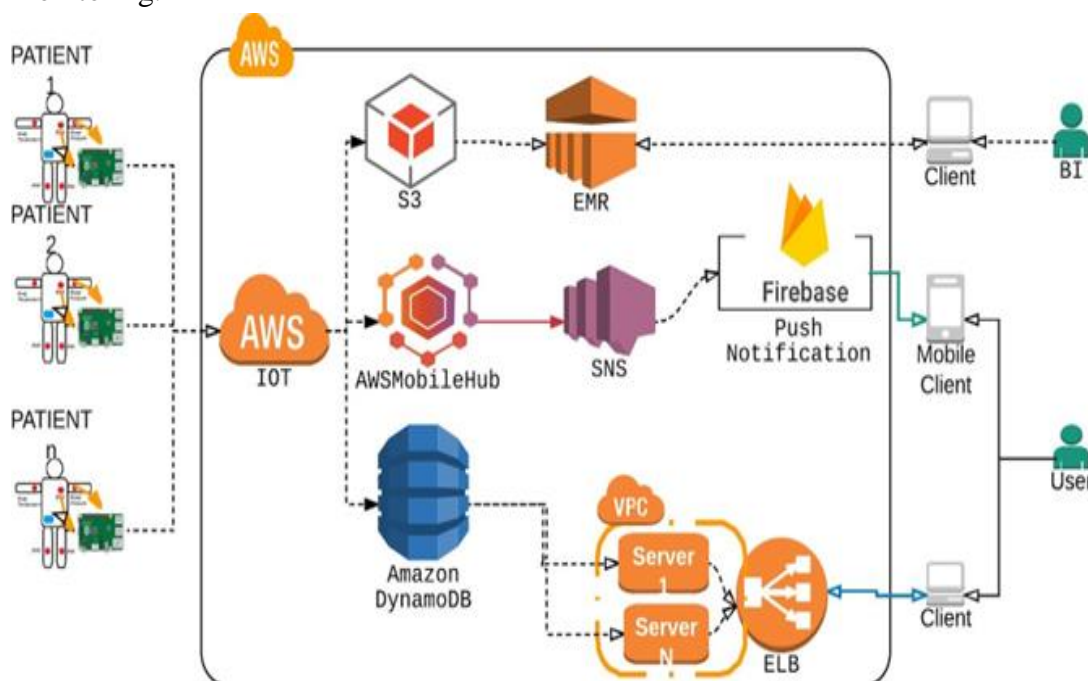 PATIENT
1
PATIENT
2
PATIENT
n
AWS
AWS
IOT
S3
EMR
Client
BI
AWSMobileHub
SNS
Firebase
Push
Notification
Mobile
Client
User
Amazon
DynamoDB
VPC
Server
1
Server
N
ELB
Client